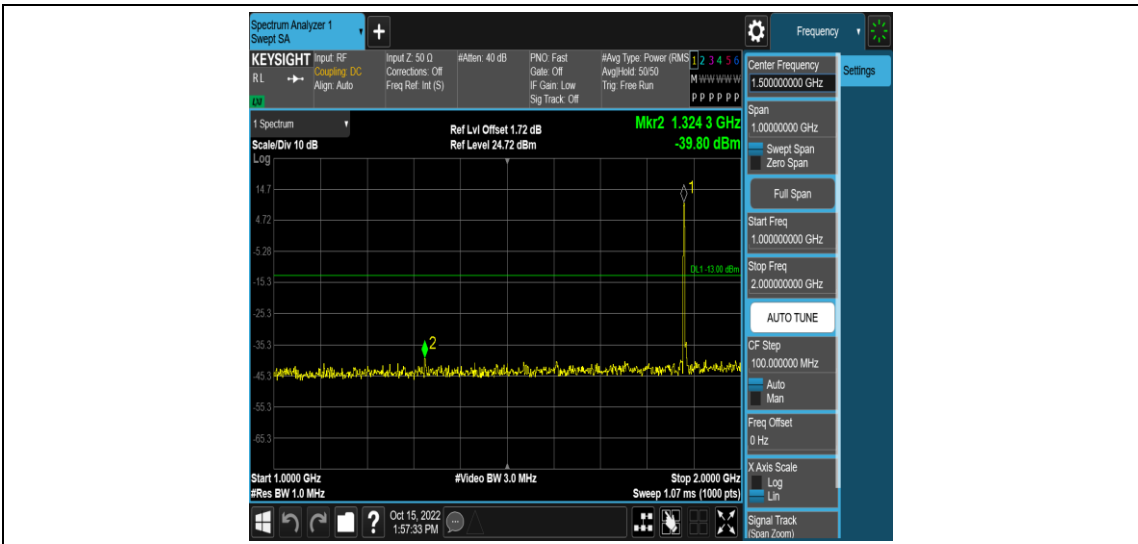 Spectrum Analyzer 1
Swept SA
+
Frequency
KEYSIGHT
RL
LXI
Input: RF
Coupling: DC
Align: Auto
Input Z: 50 Ω
Corrections: Off
Freq Ref: Int (S)
#Atten: 40 dB
PNO: Fast
Gate: Off
IF Gain: Low
Sig Track: Off
#Avg Type: Power (RMS
Avg|Hold: 50/50
Trig: Free Run
1 2 3 4 5 6
M W W W W W
P P P P P P
Center Frequency
1.500000000 GHz
Settings
Span
1.00000000 GHz
Swept Span
Zero Span
Full Span
Start Freq
1.000000000 GHz
Stop Freq
2.000000000 GHz
AUTO TUNE
CF Step
100.000000 MHz
Auto
Man
Freq Offset
0 Hz
X Axis Scale
Log
Lin
Signal Track
(Span Zoom)
1 Spectrum
Scale/Div 10 dB
Log
Ref Lvl Offset 1.72 dB
Ref Level 24.72 dBm
Mkr2 1.324 3 GHz
-39.80 dBm
14.7
4.72
-5.28
-15.3
-25.3
-35.3
-45.3
-55.3
-65.3
1
DL1 -13.00 dBm
2
Start 1.0000 GHz
#Res BW 1.0 MHz
#Video BW 3.0 MHz
Stop 2.0000 GHz
Sweep 1.07 ms (1000 pts)
?
Oct 15, 2022
1:57:33 PM